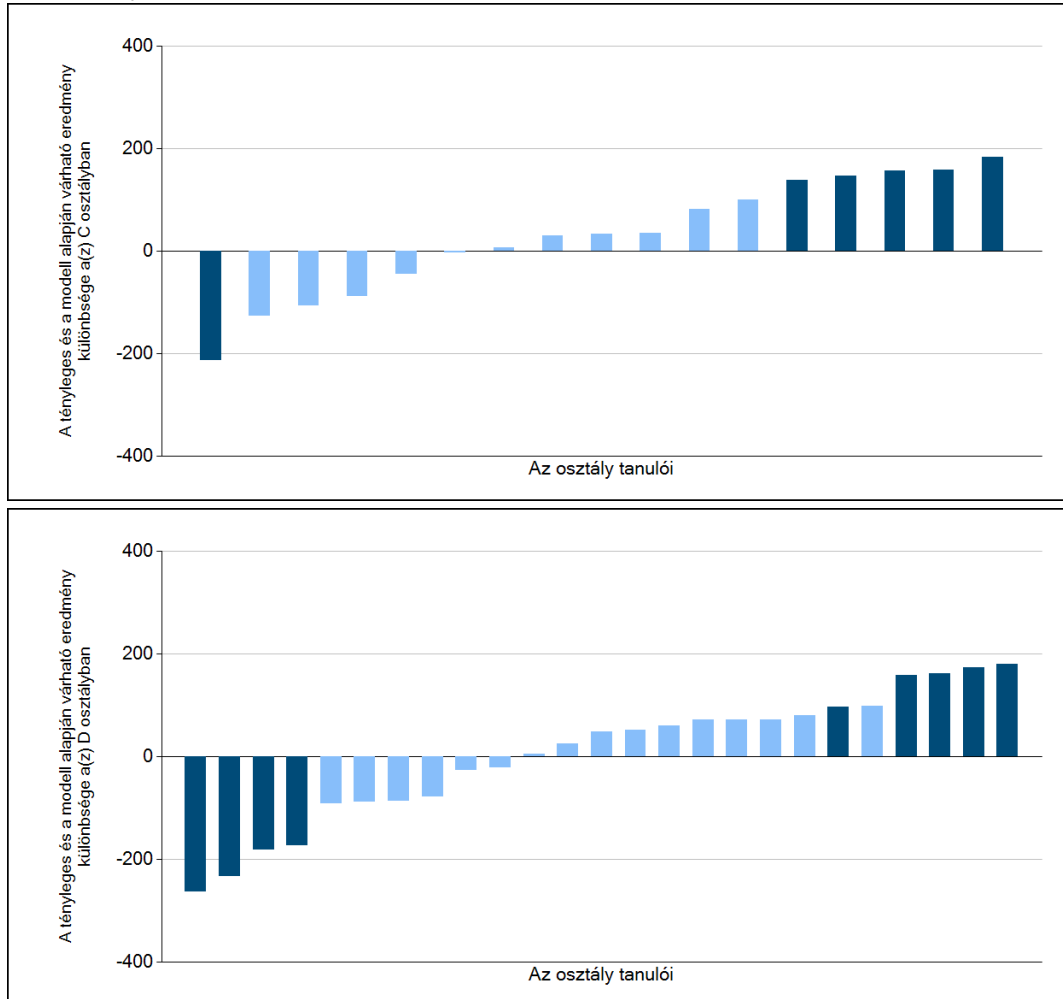 A tényleges és a modell alapján várható eredmény
különbsége a(z) C osztályban
400
200
0
-200
-400
Az osztály tanulói
A tényleges és a modell alapján várható eredmény
különbsége a(z) D osztályban
400
200
0
-200
-400
Az osztály tanulói